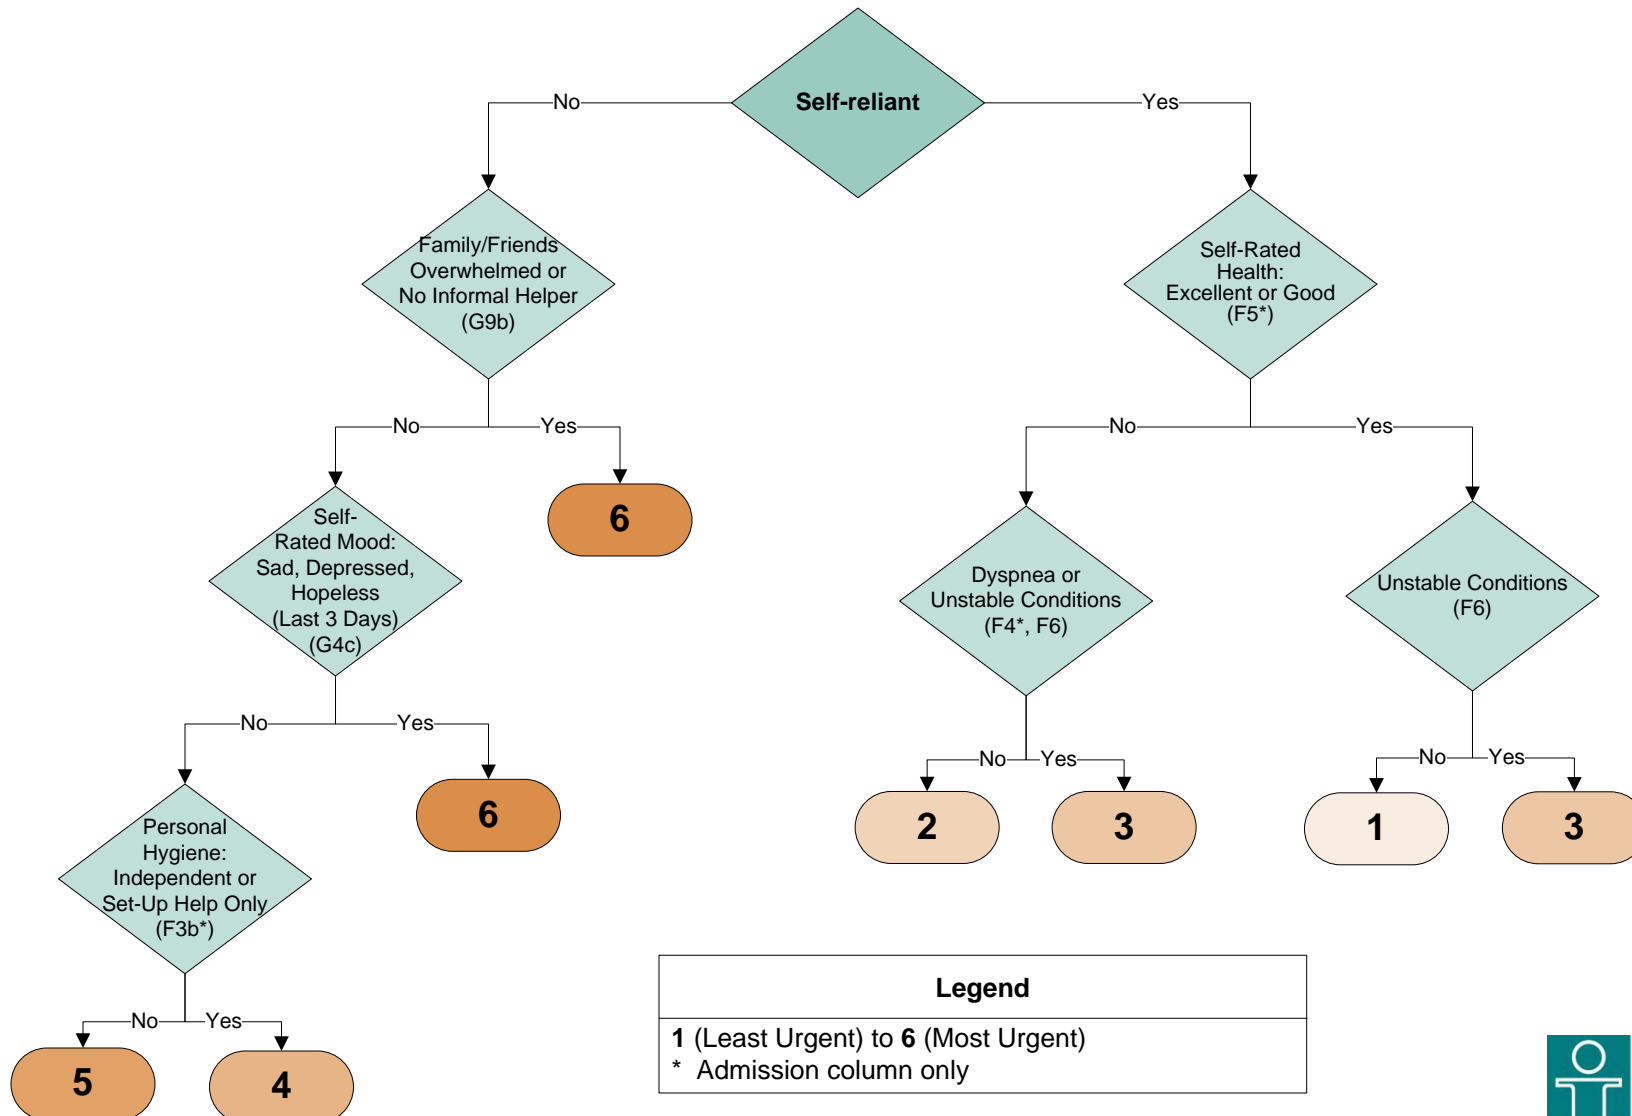 Self-reliant
No
Yes
Family/Friends
Overwhelmed or
No Informal Helper
(G9b)
Self-Rated
Health:
Excellent or Good
(F5*)
No
Yes
No
Yes
Self-
Rated Mood:
Sad, Depressed,
Hopeless
(Last 3 Days)
(G4c)
6
Dyspnea or
Unstable Conditions
(F4*, F6)
Unstable Conditions
(F6)
No
Yes
No
Yes
No
Yes
Personal
Hygiene:
Independent or
Set-Up Help Only
(F3b*)
6
2
3
1
3
No
Yes
5
4
Legend
1 (Least Urgent) to 6 (Most Urgent)
* Admission column only